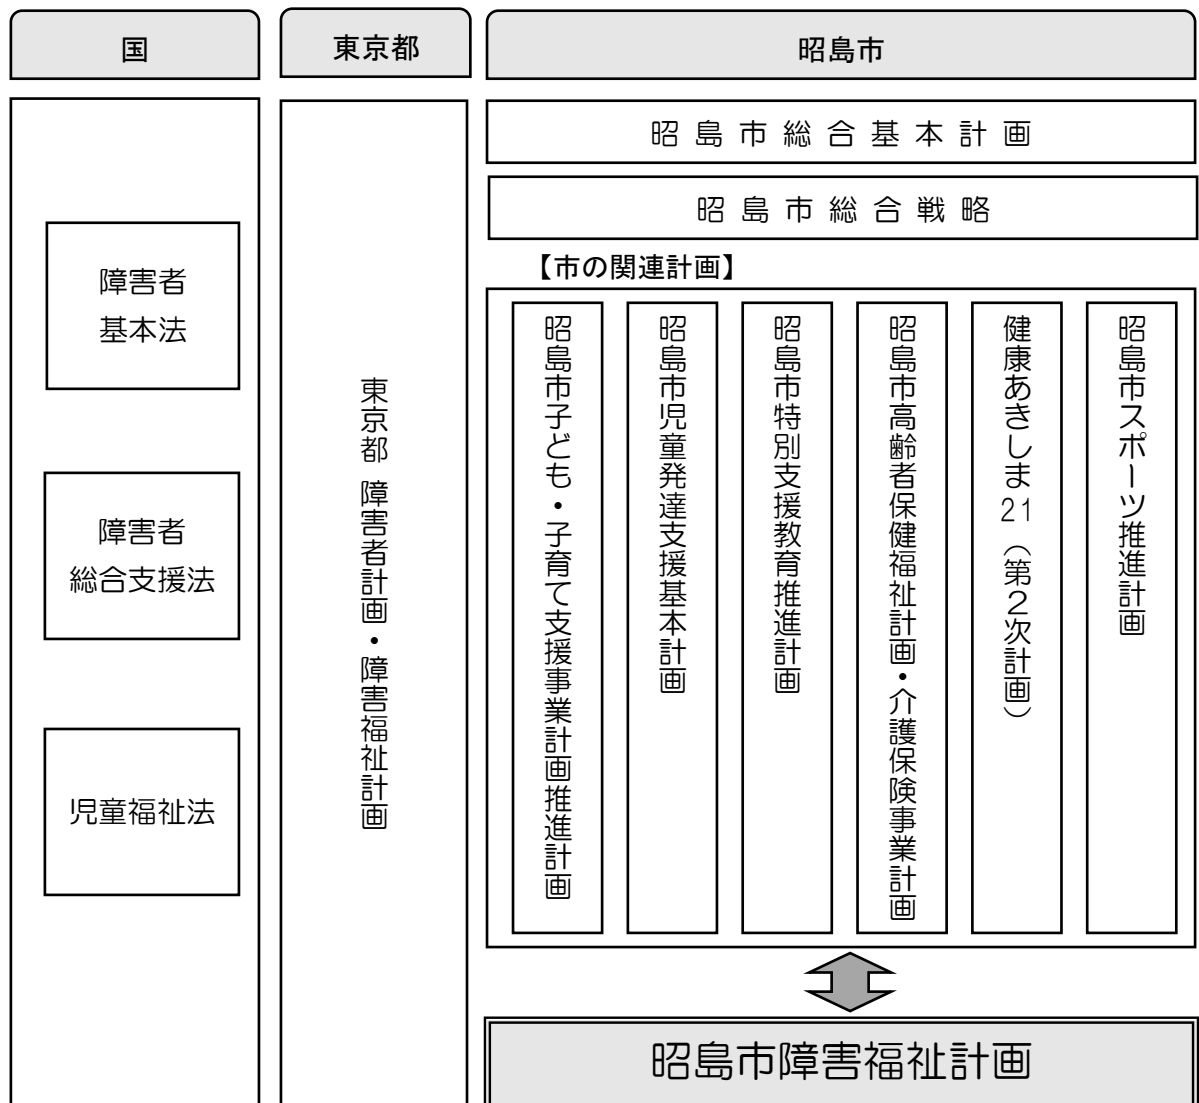 国
東京都
昭島市
障害者
基本法
障害者
総合支援法
児童福祉法
東京都 障害者計画・障害福祉計画
昭島市総合基本計画
昭島市総合戦略
【市の関連計画】
昭島市子ども・子育て支援事業計画推進計画
昭島市児童発達支援基本計画
昭島市特別支援教育推進計画
昭島市高齢者保健福祉計画・介護保険事業計画
健康あきしま21(第2次計画)
昭島市スポーツ推進計画
昭島市障害福祉計画